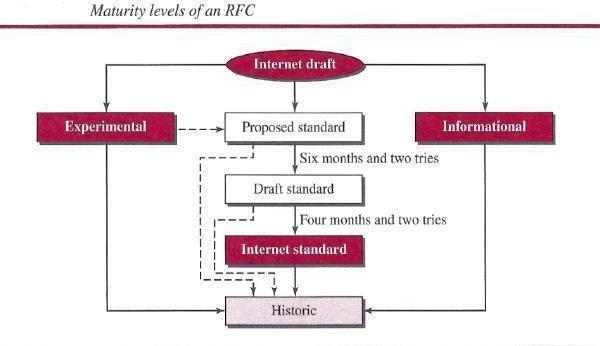 Maturity levels of an RFC
Internet draft
Experimental
Proposed standard
Informational
Six months and two tries
Draft standard
Four months and two tries
Internet standard
Historic